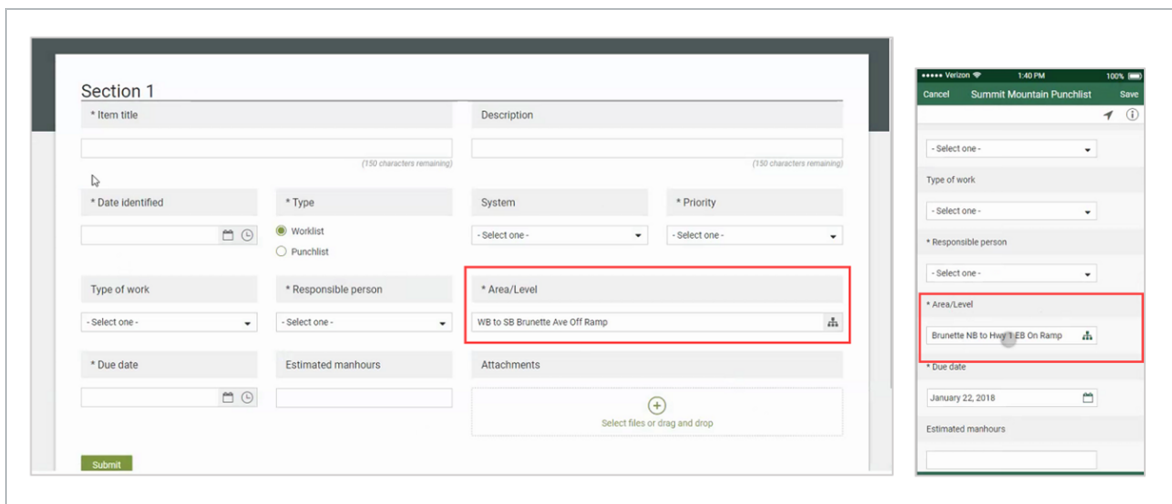 Section 1
* Item title
Description
(150 characters remaining)
(150 characters remaining)
* Date identified
* Type
System
* Priority
Worklist
- Select one -
- Select one -
Punchlist
Type of work
* Responsible person
* Area/Level
- Select one -
- Select one -
WB to SB Brunette Ave Off Ramp
* Due date
Estimated manhours
Attachments
Select files or drag and drop
Submit
Verizon 1:40 PM 100%
Cancel Summit Mountain Punchlist Save
- Select one -
Type of work
- Select one -
* Responsible person
- Select one -
* Area/Level
Brunette NB to Hwy 1 EB On Ramp
* Due date
January 22, 2018
Estimated manhours